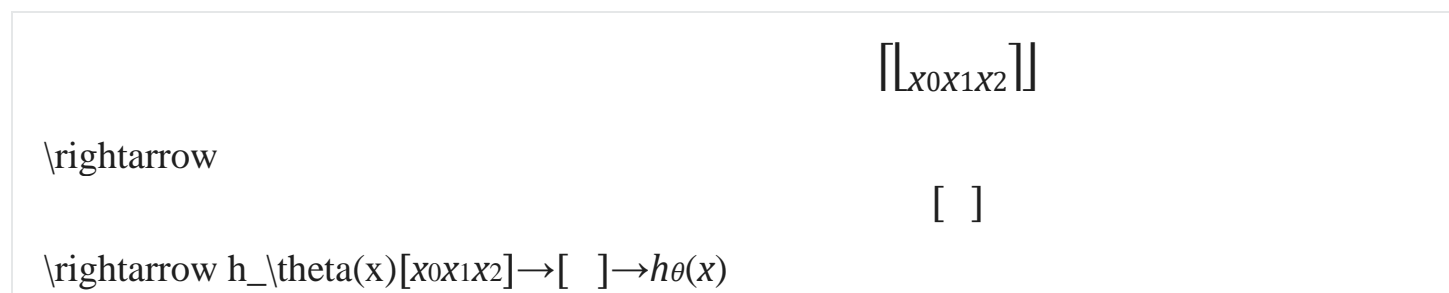 ⎡⎣x0x1x2⎤⎦
\rightarrow
[ ]
\rightarrow h_\theta(x)[x0x1x2]→[ ]→hθ(x)